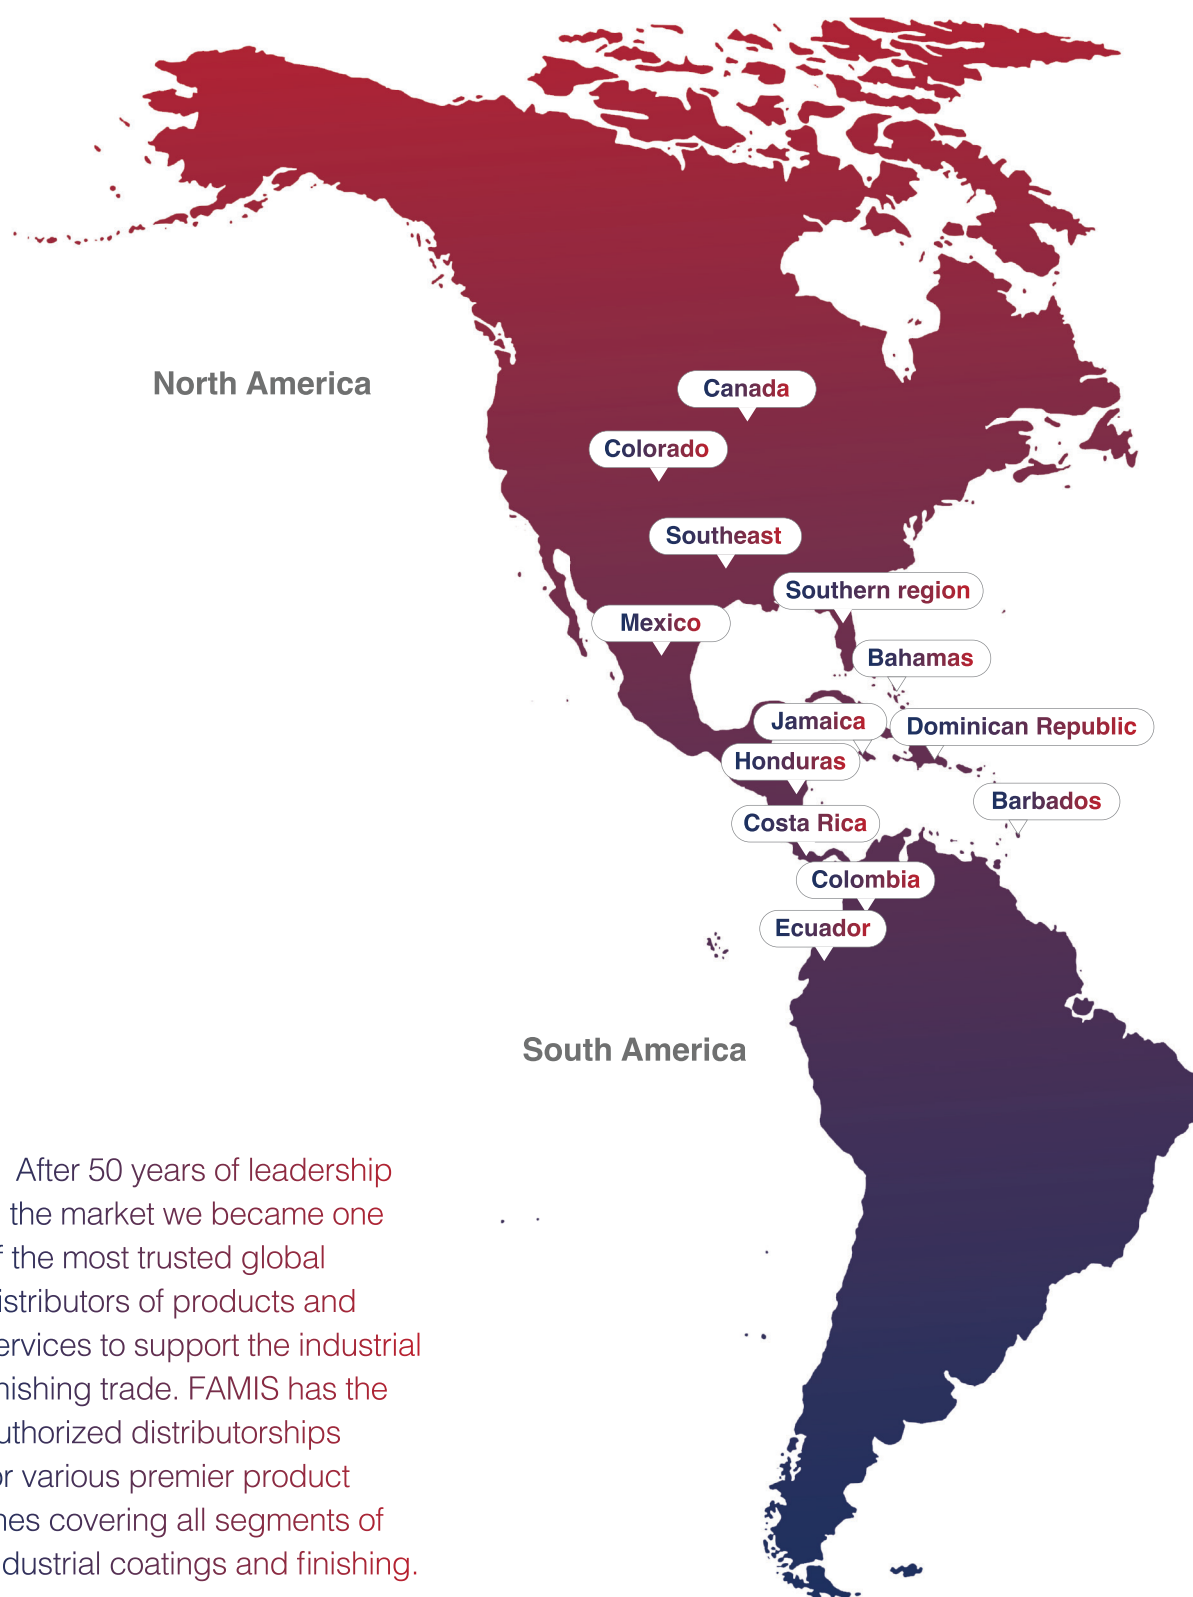 North America
Canada
Colorado
Southeast
Southern region
Mexico
Bahamas
Jamaica
Dominican Republic
Honduras
Barbados
Costa Rica
Colombia
Ecuador
South America
After 50 years of leadership
the market we became one
the most trusted global
istributors of products and
ervices to support the industrial
nishing trade. FAMIS has the
uthorized distributorships
or various premier product
nes covering all segments of
dustrial coatings and finishing.